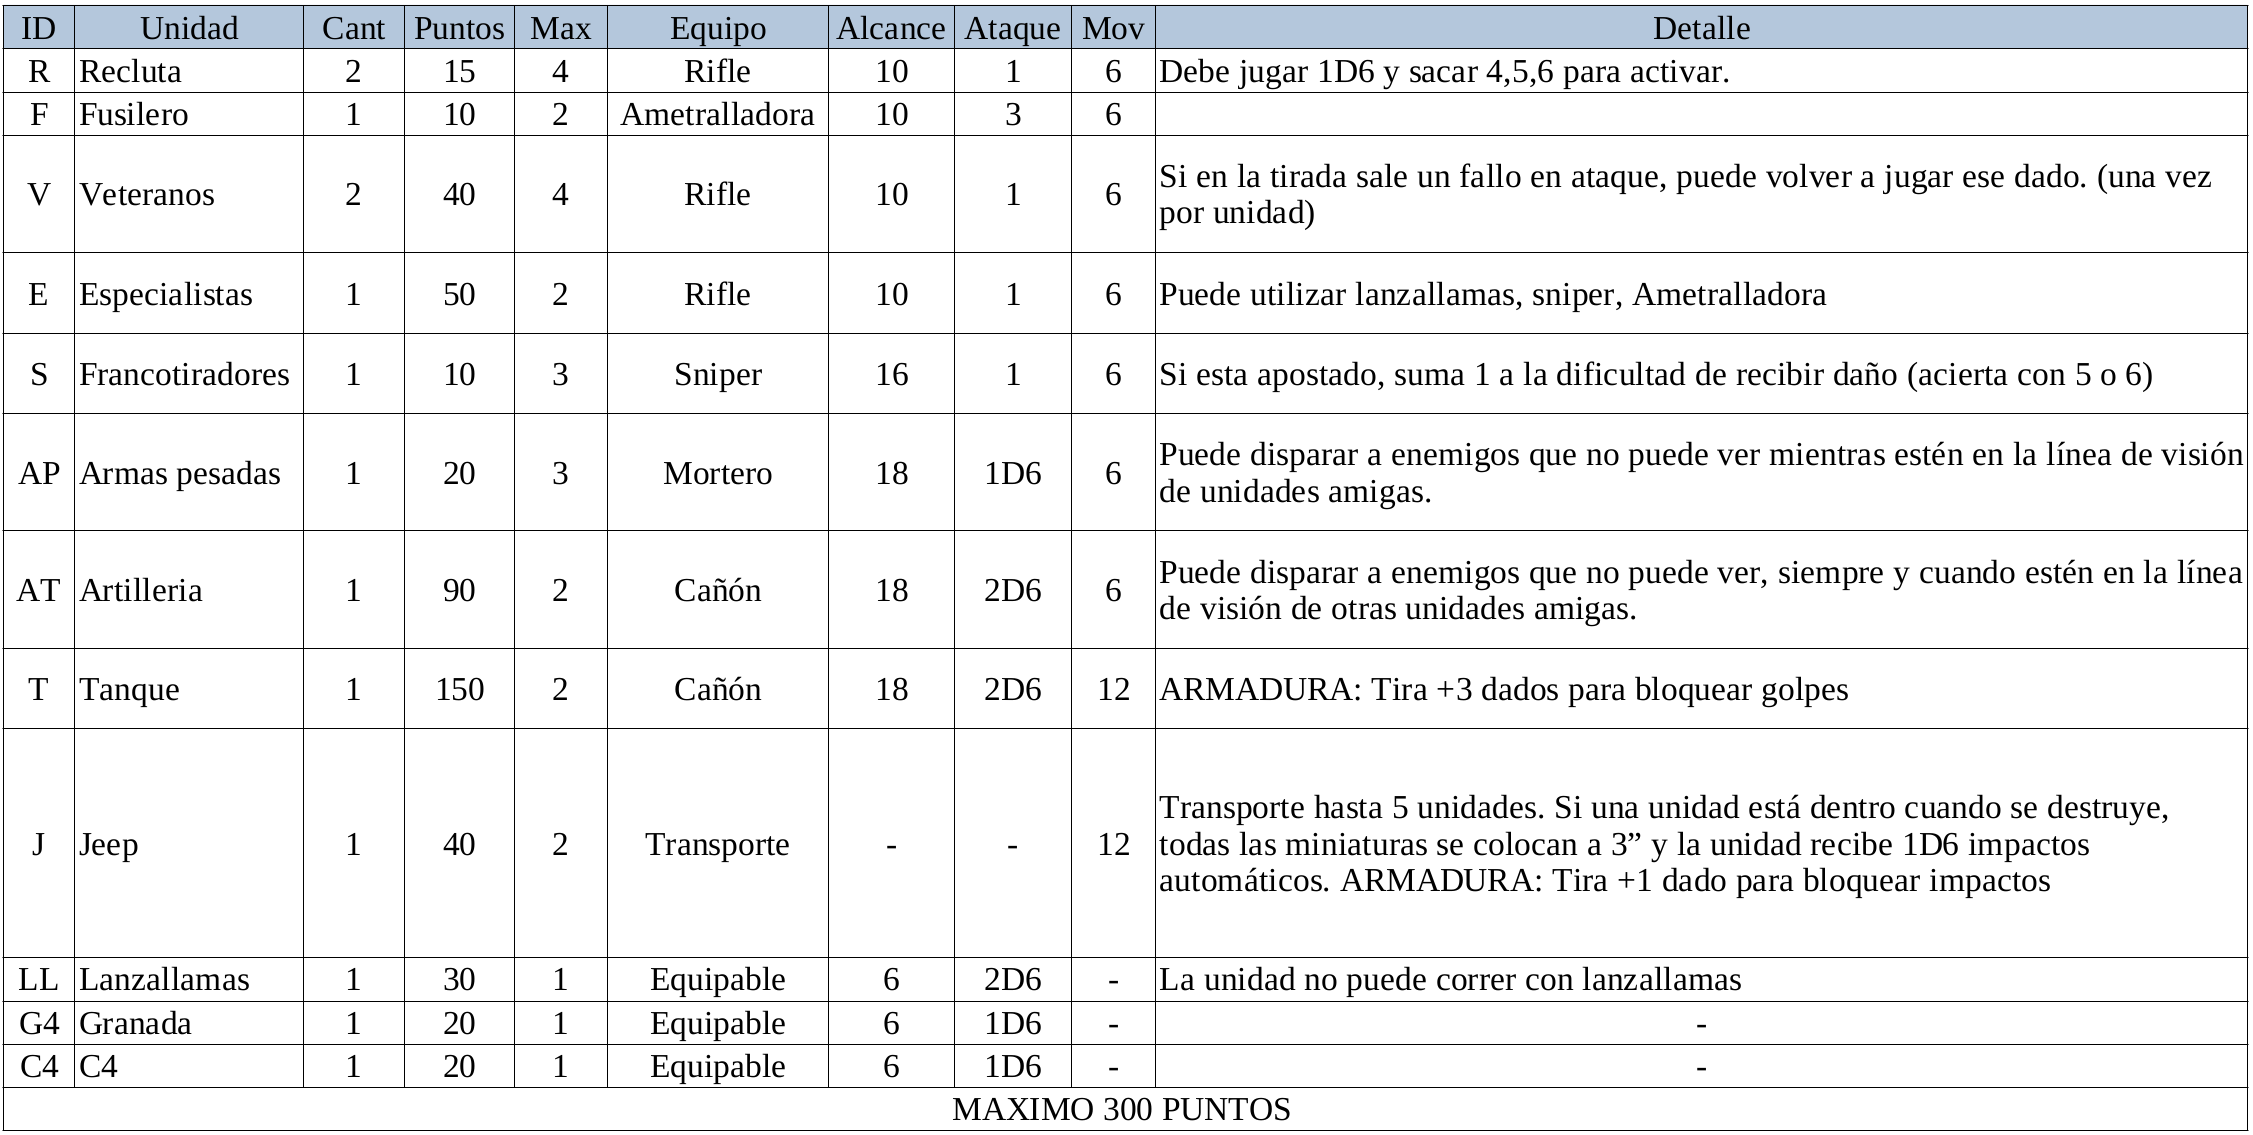 ID Unidad Cant Puntos Max Equipo Alcance Ataque Mov Detalle
R Recluta 2 15 4 Rifle 10 1 6 Debe jugar 1D6 y sacar 4,5,6 para activar.
F Fusilero 1 10 2 Ametralladora 10 3 6
V Veteranos 2 40 4 Rifle 10 1 6 Si en la tirada sale un fallo en ataque, puede volver a jugar ese dado. (una vez
por unidad)
E Especialistas 1 50 2 Rifle 10 1 6 Puede utilizar lanzallamas, sniper, Ametralladora
S Francotiradores 1 10 3 Sniper 16 1 6 Si esta apostado, suma 1 a la dificultad de recibir daño (acierta con 5 o 6)
AP Armas pesadas 1 20 3 Mortero 18 1D6 6 Puede disparar a enemigos que no puede ver mientras estén en la línea de visión
de unidades amigas.
AT Artilleria 1 90 2 Cañón 18 2D6 6 Puede disparar a enemigos que no puede ver, siempre y cuando estén en la línea
de visión de otras unidades amigas.
T Tanque 1 150 2 Cañón 18 2D6 12 ARMADURA: Tira +3 dados para bloquear golpes
J Jeep 1 40 2 Transporte - - 12 Transporte hasta 5 unidades. Si una unidad está dentro cuando se destruye,
todas las miniaturas se colocan a 3” y la unidad recibe 1D6 impactos
automáticos. ARMADURA: Tira +1 dado para bloquear impactos
LL Lanzallamas 1 30 1 Equipable 6 2D6 - La unidad no puede correr con lanzallamas
G4 Granada 1 20 1 Equipable 6 1D6 - -
C4 C4 1 20 1 Equipable 6 1D6 - -
MAXIMO 300 PUNTOS